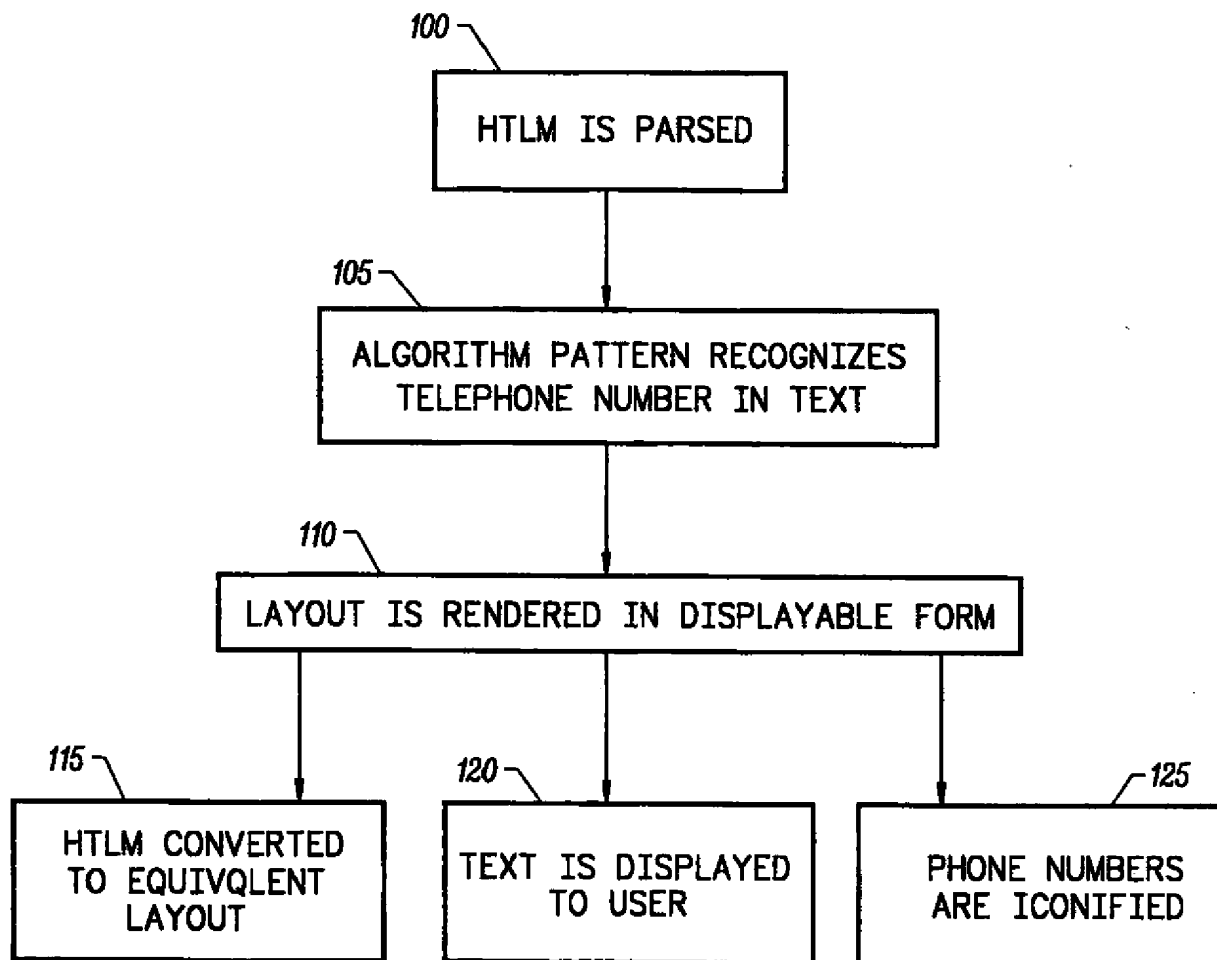 100
HTLM IS PARSED
105
ALGORITHM PATTERN RECOGNIZES
TELEPHONE NUMBER IN TEXT
110
LAYOUT IS RENDERED IN DISPLAYABLE FORM
115
HTLM CONVERTED
TO EQUIVQLENT
LAYOUT
120
TEXT IS DISPLAYED
TO USER
125
PHONE NUMBERS
ARE ICONIFIED